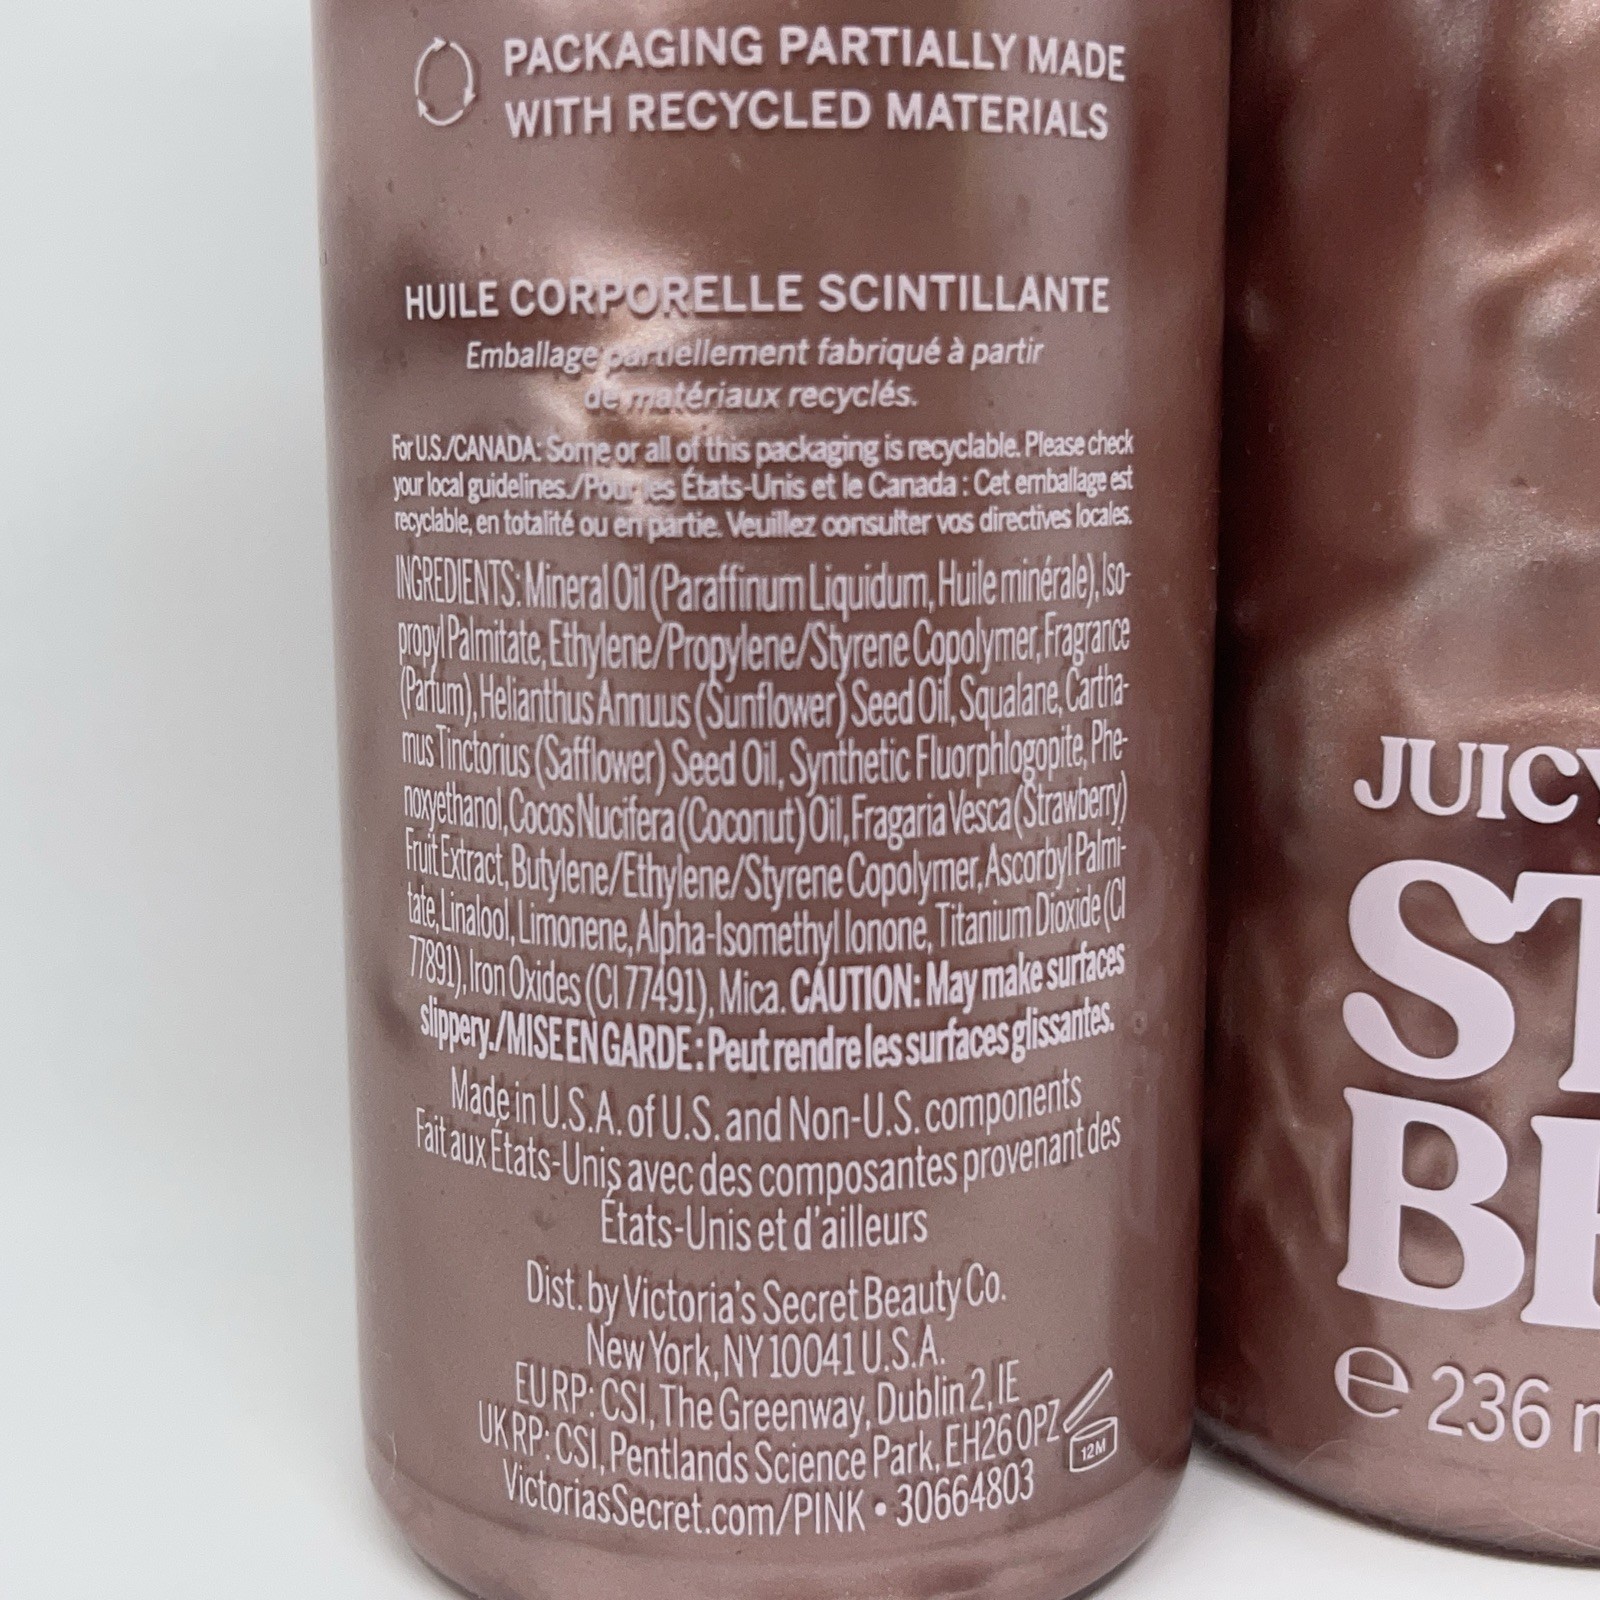 PACKAGING PARTIALLY MADE
WITH RECYCLED MATERIALS
HUILE CORPORELLE SCINTILLANTE
Emballage partiellement fabriqué à partir
de matériaux recyclés.
For U.S./CANADA: Some or all of this packaging is recyclable. Please check
your local guidelines./Pour les États-Unis et le Canada : Cet emballage est
recyclable, en totalité ou en partie. Veuillez consulter vos directives locales.
INGREDIENTS: Mineral Oil (Paraffinum Liquidum, Huile minérale), Iso-
propyl Palmitate, Ethylene/Propylene/Styrene Copolymer, Fragrance
(Parfum), Helianthus Annuus (Sunflower) Seed Oil, Squalane, Cartha-
mus Tinctorius (Safflower) Seed Oil, Synthetic Fluorphlogopite, Phe-
noxyethanol, Cocos Nucifera (Coconut) Oil, Fragaria Vesca (Strawberry)
Fruit Extract, Butylene/Ethylene/Styrene Copolymer, Ascorbyl Palmi-
tate, Linalool, Limonene, Alpha-Isomethyl Ionone, Titanium Dioxide (CI
77891), Iron Oxides (CI 77491), Mica. CAUTION: May make surfaces
slippery./MISE EN GARDE : Peut rendre les surfaces glissantes.
Made in U.S.A. of U.S. and Non-U.S. components
Fait aux États-Unis avec des composantes provenant des
États-Unis et d'ailleurs
Dist. by Victoria's Secret Beauty Co.
New York, NY 10041 U.S.A.
EU RP: CSI, The Greenway, Dublin 2, IE
UK RP: CSI, Pentlands Science Park, EH26 0PZ
12M
VictoriasSecret.com/PINK • 30664803
JUICY
ST
BE
℮ 236 m